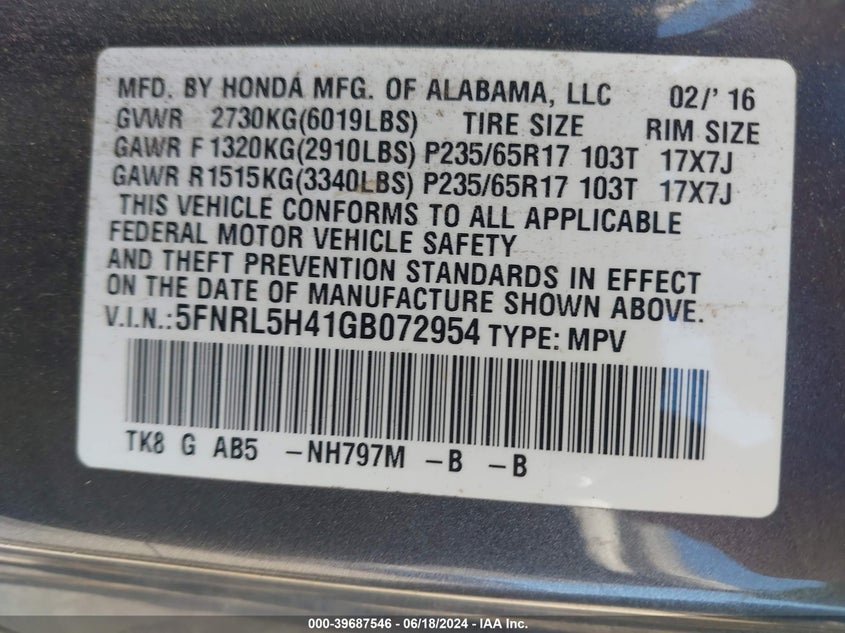 MFD. BY HONDA MFG. OF ALABAMA, LLC 02/' 16
GVWR 2730KG(6019LBS) TIRE SIZE RIM SIZE
GAWR F 1320KG(2910LBS) P235/65R17 103T 17X7J
GAWR R1515KG(3340LBS) P235/65R17 103T 17X7J
THIS VEHICLE CONFORMS TO ALL APPLICABLE
FEDERAL MOTOR VEHICLE SAFETY
AND THEFT PREVENTION STANDARDS IN EFFECT
ON THE DATE OF MANUFACTURE SHOWN ABOVE.
V.I.N.: 5FNRL5H41GB072954 TYPE: MPV
TK8 G AB5 -NH797M -B -B
000-39687546 - 06/18/2024 - IAA Inc.